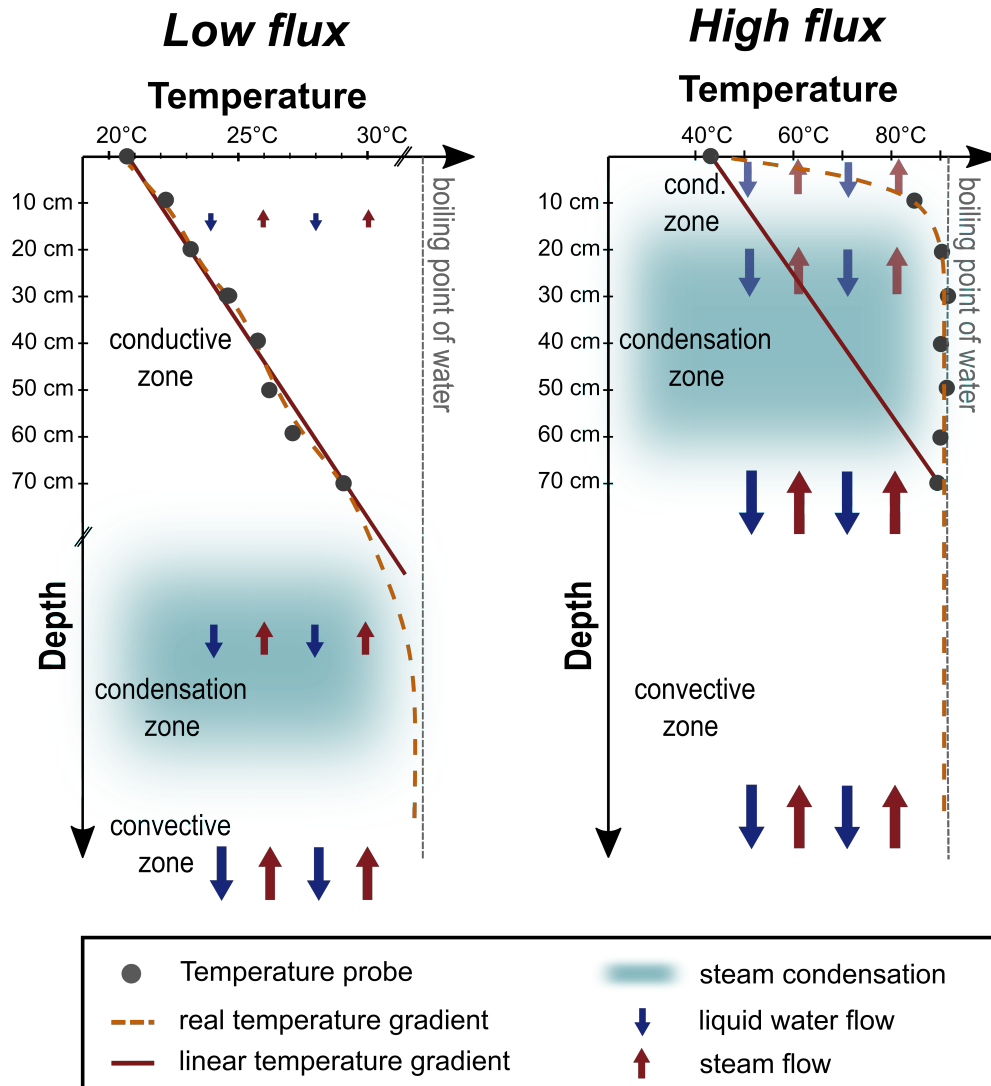 Low flux
Temperature
20°C 25°C 30°C
boiling point of water
10 cm
20 cm
30 cm
40 cm
50 cm
60 cm
70 cm
conductive
zone
Depth
condensation
zone
convective
zone
High flux
Temperature
40°C 60°C 80°C
boiling point of water
cond.
zone
10 cm
20 cm
30 cm
40 cm
50 cm
60 cm
70 cm
condensation
zone
Depth
convective
zone
Temperature probe
real temperature gradient
linear temperature gradient
steam condensation
liquid water flow
steam flow